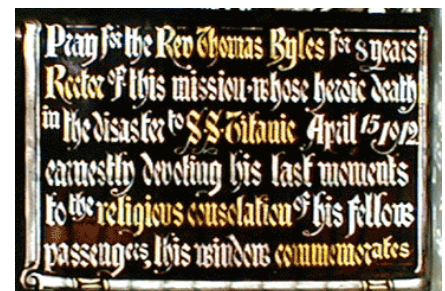 Pray for the Rev Thomas Byles for 8 years
Rector of this mission·whose heroic death
in the disaster to S.S. Titanic April 15 1912
earnestly devoting his last moments
to the religious consolation of his fellow
passengers, this window commemorates